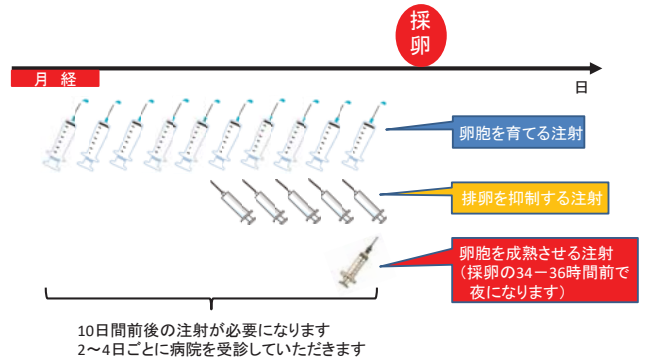 採
卵
月 経
日
卵胞を育てる注射
排卵を抑制する注射
卵胞を成熟させる注射
（採卵の34－36時間前で
夜になります）
10日間前後の注射が必要になります
2～4日ごとに病院を受診していただきます